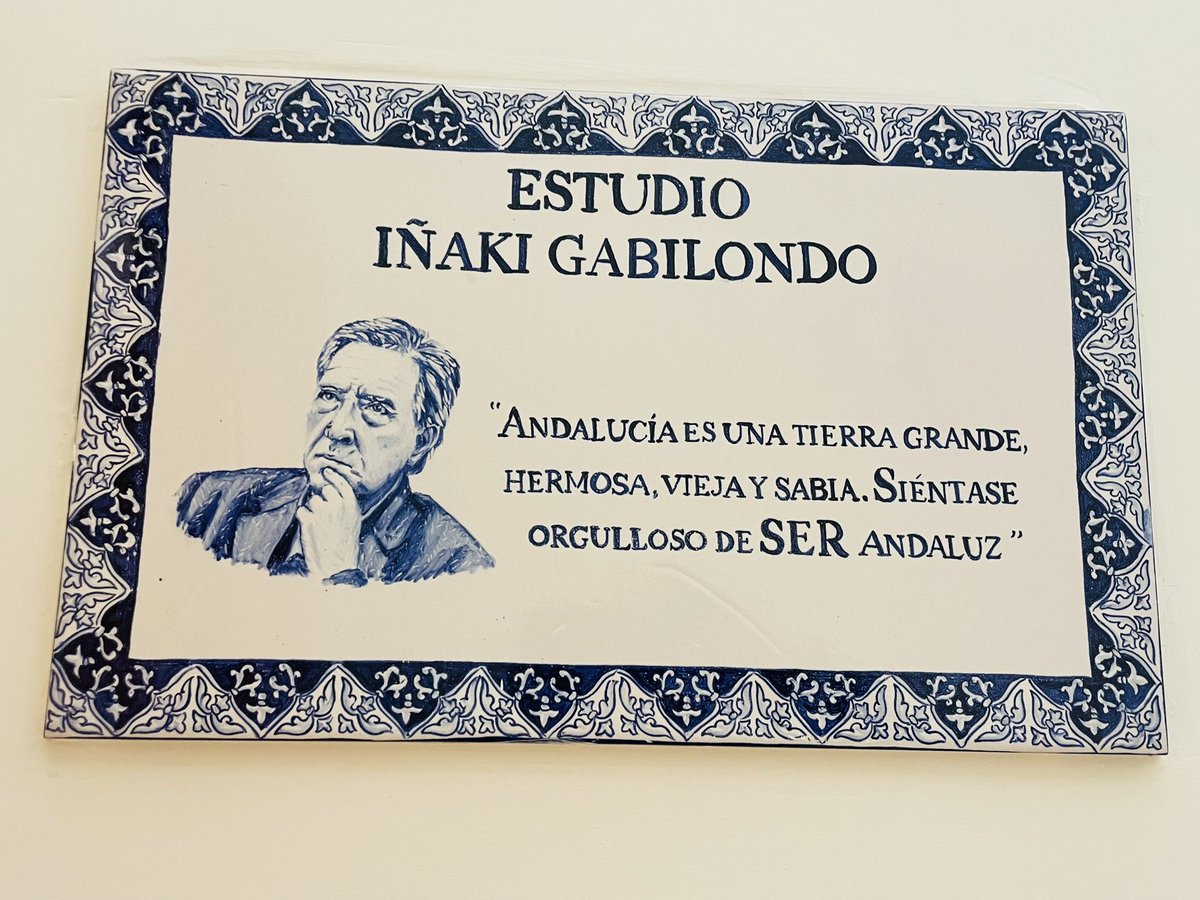 ESTUDIO
IÑAKI GABILONDO
"ANDALUCÍA ES UNA TIERRA GRANDE,
HERMOSA, VIEJA Y SABIA. SIÉNTASE
ORGULLOSO DE SER ANDALUZ"